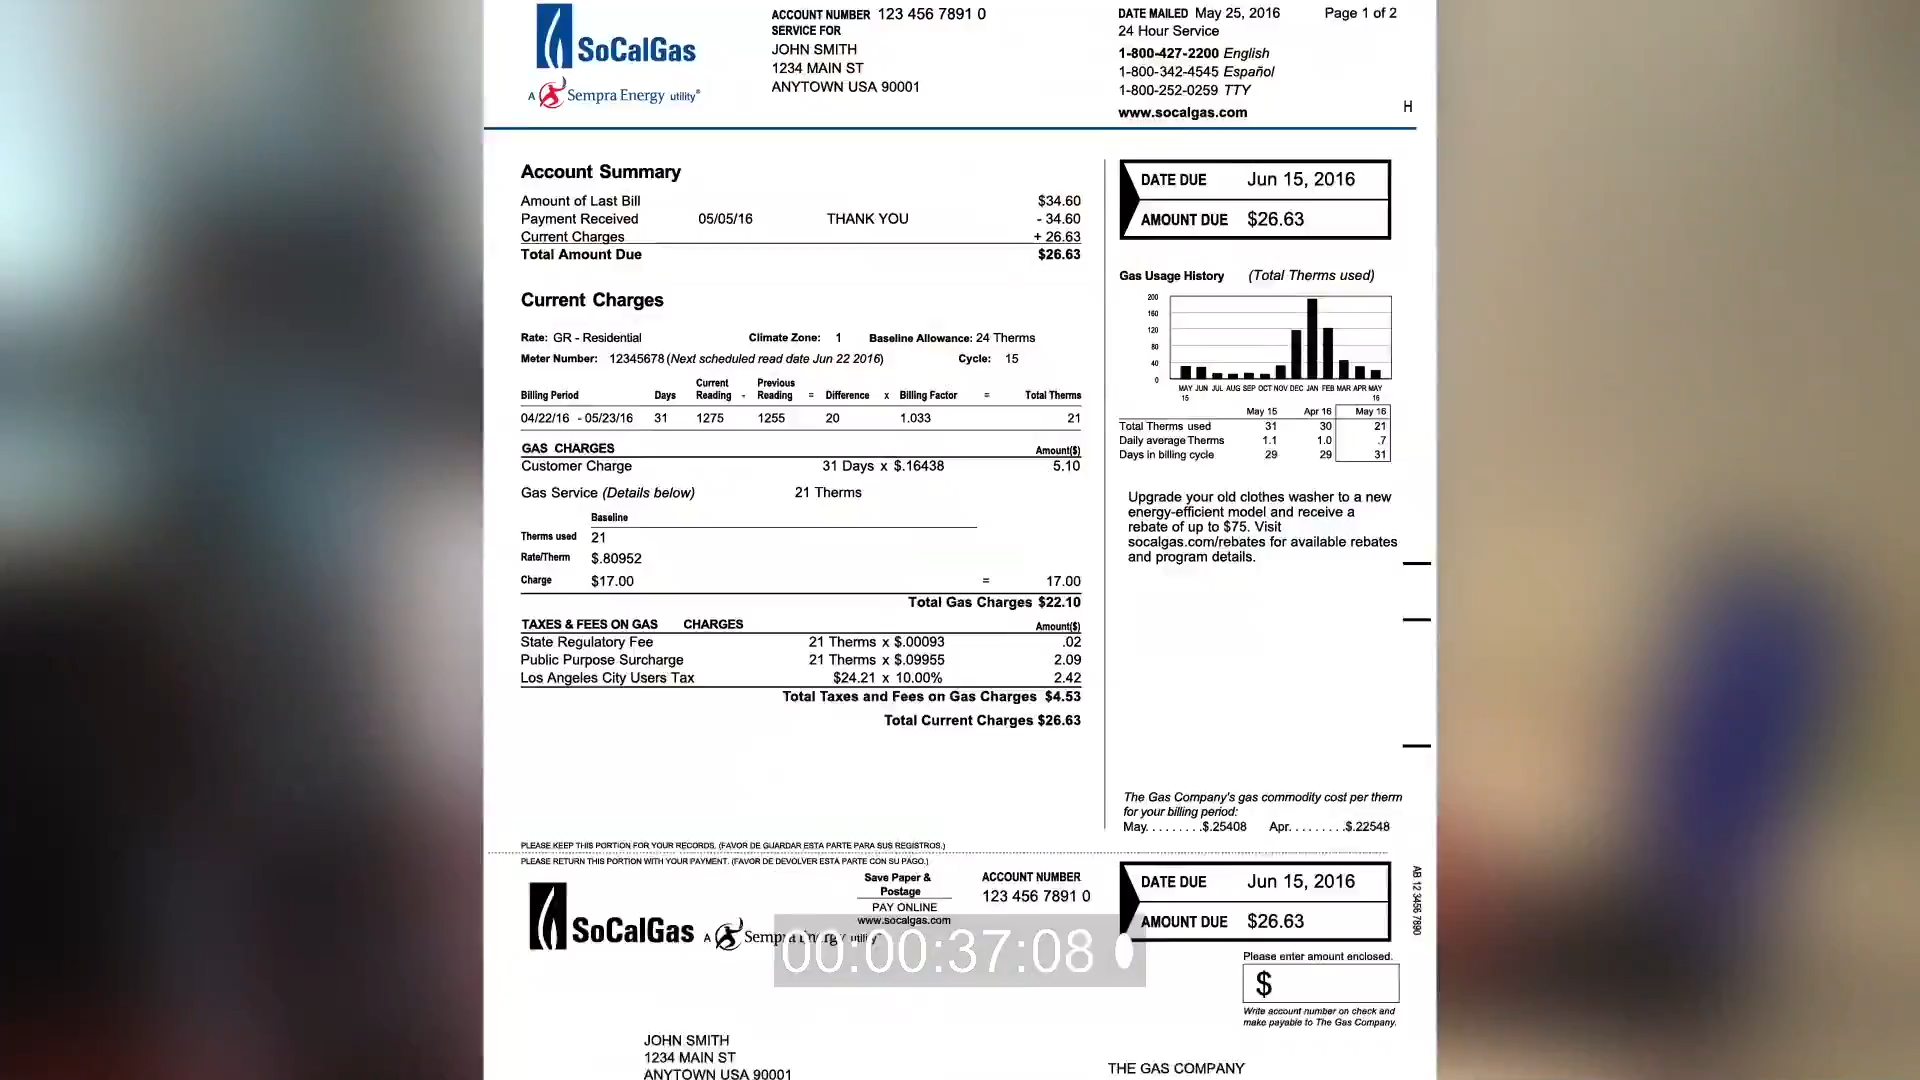 SoCalGas
A Sempra Energy utility®
ACCOUNT NUMBER 123 456 7891 0
SERVICE FOR
JOHN SMITH
1234 MAIN ST
ANYTOWN USA 90001
DATE MAILED May 25, 2016 Page 1 of 2
24 Hour Service
1-800-427-2200 English
1-800-342-4545 Español
1-800-252-0259 TTY
www.socalgas.com
H
Account Summary
Amount of Last Bill $34.60
Payment Received 05/05/16 THANK YOU - 34.60
Current Charges + 26.63
Total Amount Due $26.63
Current Charges
Rate: GR - Residential Climate Zone: 1 Baseline Allowance: 24 Therms
Meter Number: 12345678 (Next scheduled read date Jun 22 2016) Cycle: 15
Current Previous
Billing Period Days Reading - Reading = Difference x Billing Factor = Total Therms
04/22/16 - 05/23/16 31 1275 1255 20 1.033 21
GAS CHARGES Amount($)
Customer Charge 31 Days x $.16438 5.10
Gas Service (Details below) 21 Therms
Baseline
Therms used 21
Rate/Therm $.80952
Charge $17.00 = 17.00
Total Gas Charges $22.10
TAXES & FEES ON GAS CHARGES Amount($)
State Regulatory Fee 21 Therms x $.00093 .02
Public Purpose Surcharge 21 Therms x $.09955 2.09
Los Angeles City Users Tax $24.21 x 10.00% 2.42
Total Taxes and Fees on Gas Charges $4.53
Total Current Charges $26.63
DATE DUE Jun 15, 2016
AMOUNT DUE $26.63
Gas Usage History (Total Therms used)
200
160
120
80
40
0
MAY JUN JUL AUG SEP OCT NOV DEC JAN FEB MAR APR MAY
15 16
May 15 Apr 16 May 16
Total Therms used 31 30 21
Daily average Therms 1.1 1.0 .7
Days in billing cycle 29 29 31
Upgrade your old clothes washer to a new
energy-efficient model and receive a
rebate of up to $75. Visit
socalgas.com/rebates for available rebates
and program details.
The Gas Company's gas commodity cost per therm
for your billing period:
May. . . . . . . . .$.25408 Apr. . . . . . . . .$.22548
PLEASE KEEP THIS PORTION FOR YOUR RECORDS. (FAVOR DE GUARDAR ESTA PARTE PARA SUS REGISTROS.)
PLEASE RETURN THIS PORTION WITH YOUR PAYMENT. (FAVOR DE DEVOLVER ESTA PARTE CON SU PAGO.)
SoCalGas A Sempra Energy utility
Save Paper &
Postage
PAY ONLINE
www.socalgas.com
ACCOUNT NUMBER
123 456 7891 0
DATE DUE Jun 15, 2016
AMOUNT DUE $26.63
AB 12 3456 7890
00:00:37:08
Please enter amount enclosed.
$
Write account number on check and
make payable to The Gas Company.
JOHN SMITH
1234 MAIN ST
ANYTOWN USA 90001
THE GAS COMPANY